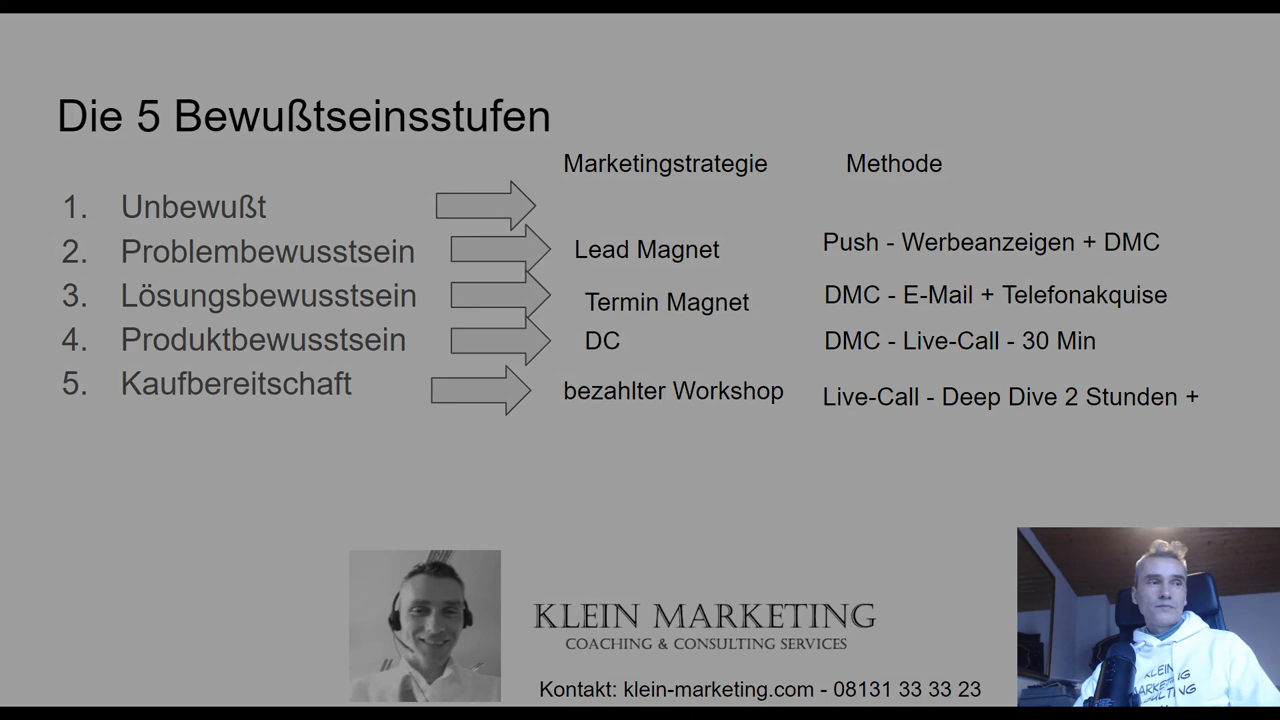 Die 5 Bewußtseinsstufen
Marketingstrategie Methode
1. Unbewußt
2. Problembewusstsein Lead Magnet Push - Werbeanzeigen + DMC
3. Lösungsbewusstsein Termin Magnet DMC - E-Mail + Telefonakquise
4. Produktbewusstsein DC DMC - Live-Call - 30 Min
5. Kaufbereitschaft bezahlter Workshop Live-Call - Deep Dive 2 Stunden +
KLEIN MARKETING
COACHING & CONSULTING SERVICES
Kontakt: klein-marketing.com - 08131 33 33 23
KLEIN